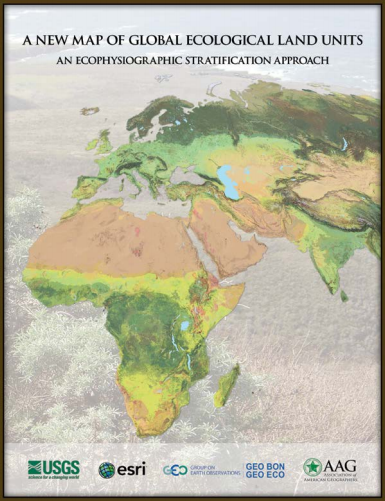 A NEW MAP OF GLOBAL ECOLOGICAL LAND UNITS
AN ECOPHYSIOGRAPHIC STRATIFICATION APPROACH
USGS
science for a changing world
esri
GEO
GROUP ON
EARTH OBSERVATIONS
GEO BON
GEO ECO
AAG
ASSOCIATION of
AMERICAN GEOGRAPHERS